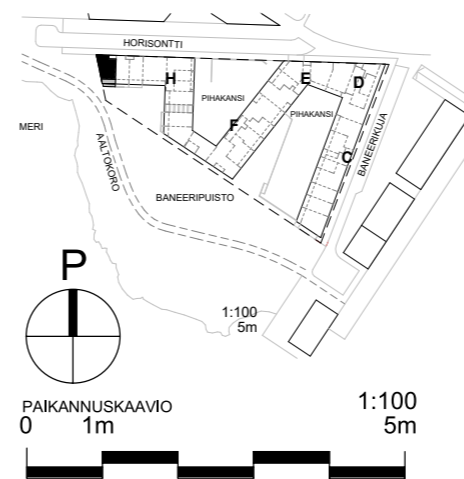 HORISONTTI
H
E
D
PIHAKANSI
PIHAKANSI
F
C
BANEERIKUJA
MERI
AALTOKORO
BANEERIPUISTO
P
1:100
5m
PAIKANNUSKAAVIO
1:100
0 1m 5m